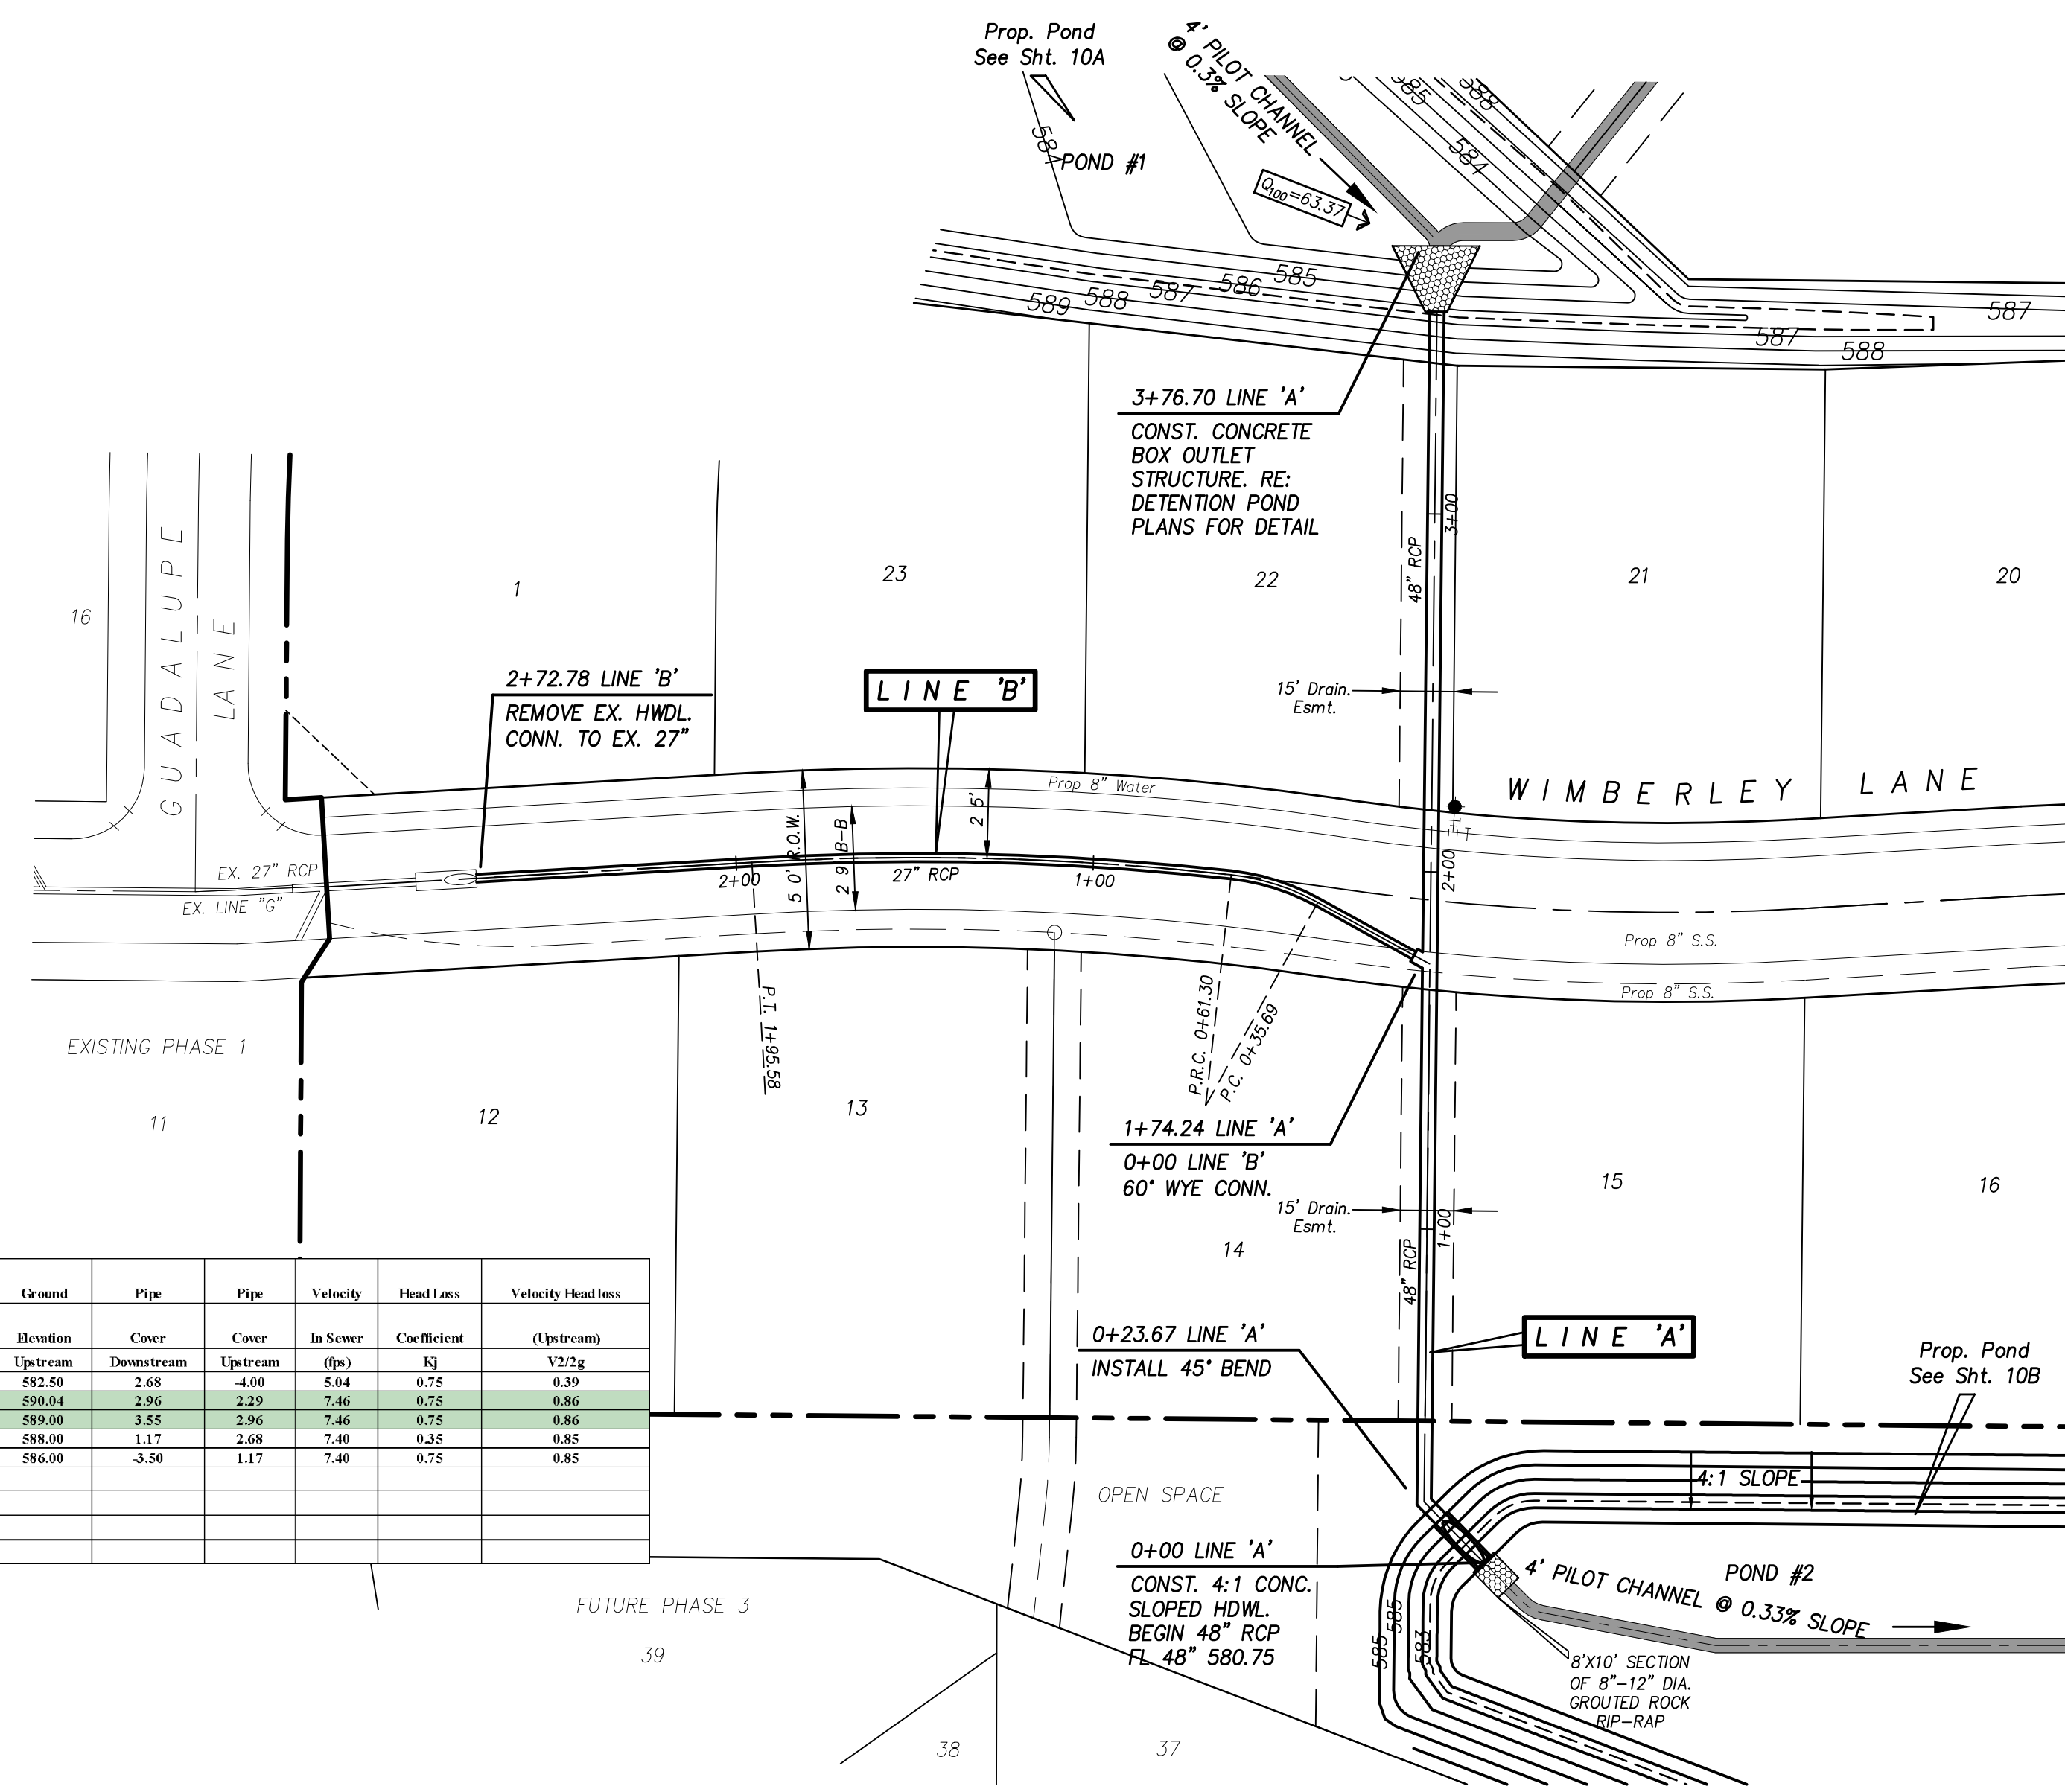 Prop. Pond
See Sht. 10A
4' PILOT CHANNEL
@ 0.3% SLOPE
584
POND #1
Q100=63.37
585
588
584
589
588
587
586
585
587
587
588
3+76.70 LINE 'A'
CONST. CONCRETE
BOX OUTLET
STRUCTURE. RE:
DETENTION POND
PLANS FOR DETAIL
3+00
48" RCP
GUADALUPE
LANE
16
1
23
22
21
20
2+72.78 LINE 'B'
REMOVE EX. HWDL.
CONN. TO EX. 27"
LINE 'B'
15' Drain.
Esmt.
Prop 8" Water
WIMBERLEY LANE
50' R.O.W.
29' B-B
25'
EX. 27" RCP
EX. LINE "G"
2+00
27" RCP
1+00
2+00
Prop 8" S.S.
Prop 8" S.S.
P.T. 1+95.58
P.R.C. 0+61.30
P.C. 0+35.69
EXISTING PHASE 1
11
12
13
14
15
16
1+74.24 LINE 'A'
0+00 LINE 'B'
60° WYE CONN.
15' Drain.
Esmt.
1+00
48" RCP
0+23.67 LINE 'A'
INSTALL 45° BEND
LINE 'A'
Prop. Pond
See Sht. 10B
Ground Pipe Pipe Velocity Head Loss Velocity Head loss
Elevation Cover Cover In Sewer Coefficient (Upstream)
Upstream Downstream Upstream (fps) Kj V2/2g
582.50 2.68 -4.00 5.04 0.75 0.39
590.04 2.96 2.29 7.46 0.75 0.86
589.00 3.55 2.96 7.46 0.75 0.86
588.00 1.17 2.68 7.40 0.35 0.85
586.00 -3.50 1.17 7.40 0.75 0.85
4:1 SLOPE
OPEN SPACE
0+00 LINE 'A'
CONST. 4:1 CONC.
SLOPED HDWL.
BEGIN 48" RCP
FL 48" 580.75
585
585
583
4' PILOT CHANNEL @ 0.33% SLOPE
POND #2
8'X10' SECTION
OF 8"-12" DIA.
GROUTED ROCK
RIP-RAP
FUTURE PHASE 3
39
38
37